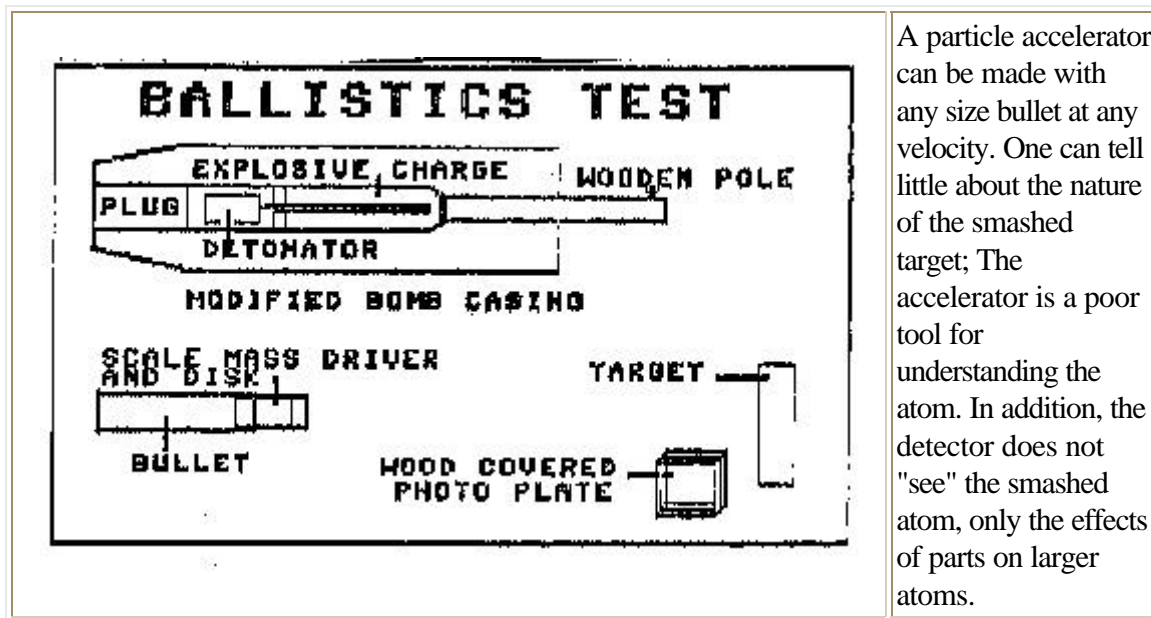 BALLISTICS TEST
EXPLOSIVE CHARGE
WOODEN POLE
PLUG
DETONATOR
MODIFIED BOMB CASING
SCALE MASS DRIVER
AND DISK
TARGET
BULLET
WOOD COVERED
PHOTO PLATE
A particle accelerator
can be made with
any size bullet at any
velocity. One can tell
little about the nature
of the smashed
target; The
accelerator is a poor
tool for
understanding the
atom. In addition, the
detector does not
"see" the smashed
atom, only the effects
of parts on larger
atoms.